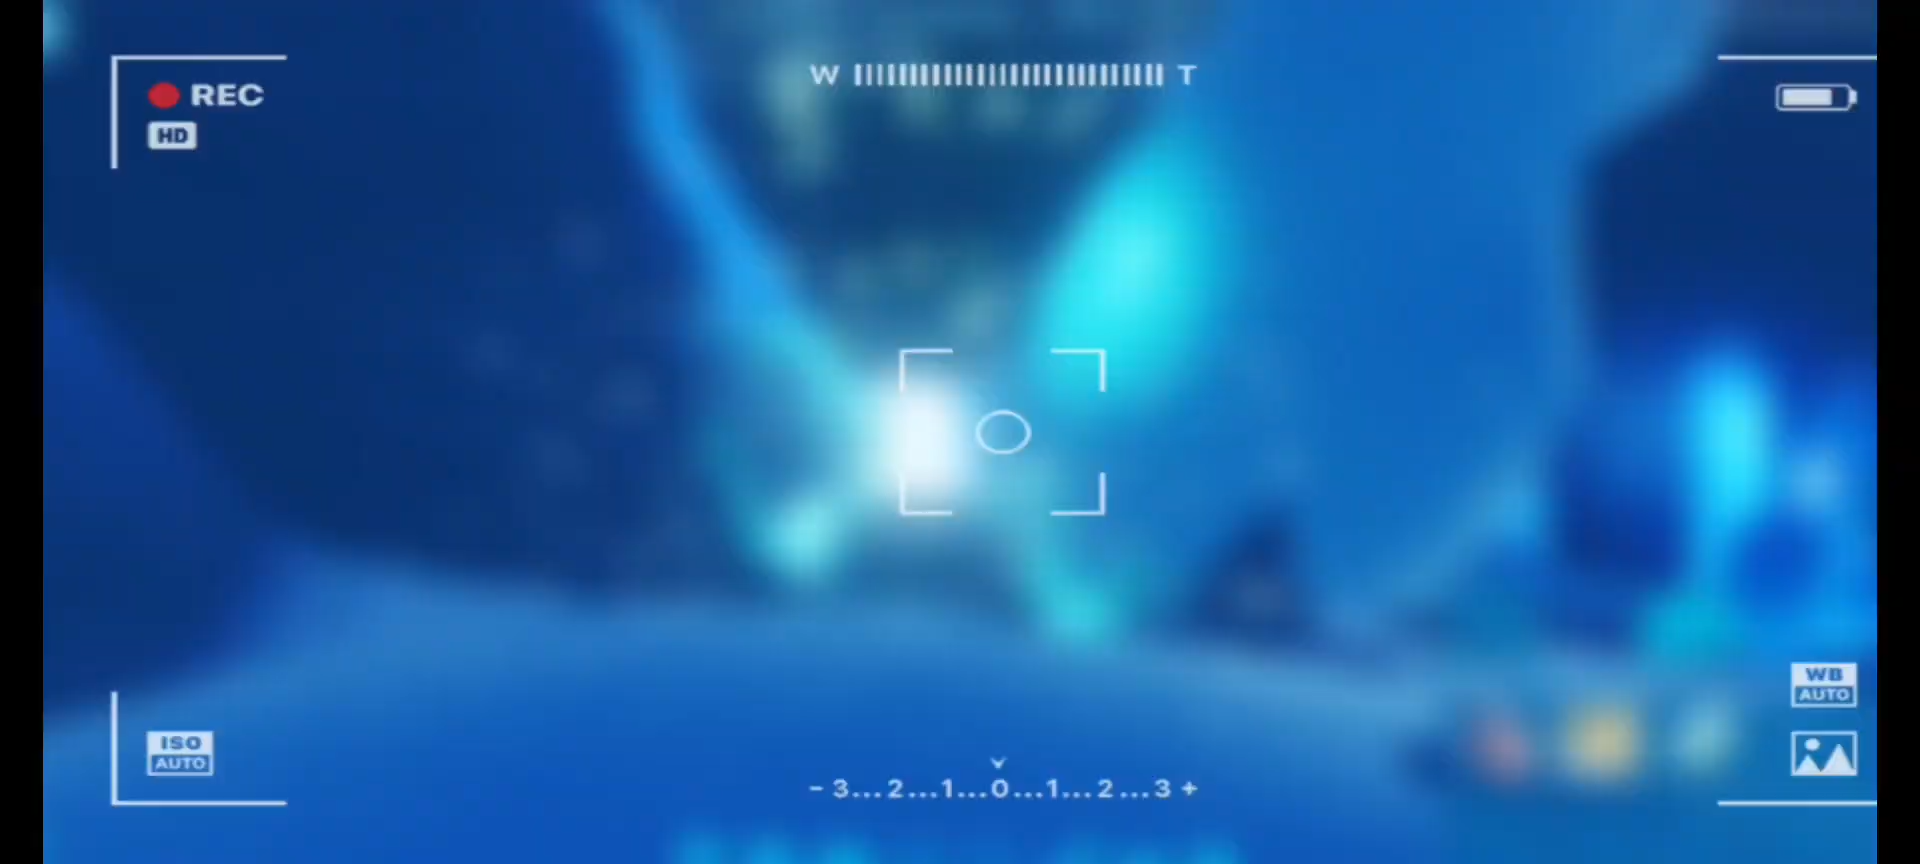 W T
REC
HD
ISO
AUTO
WB
AUTO
- 3...2...1...0...1...2...3 +